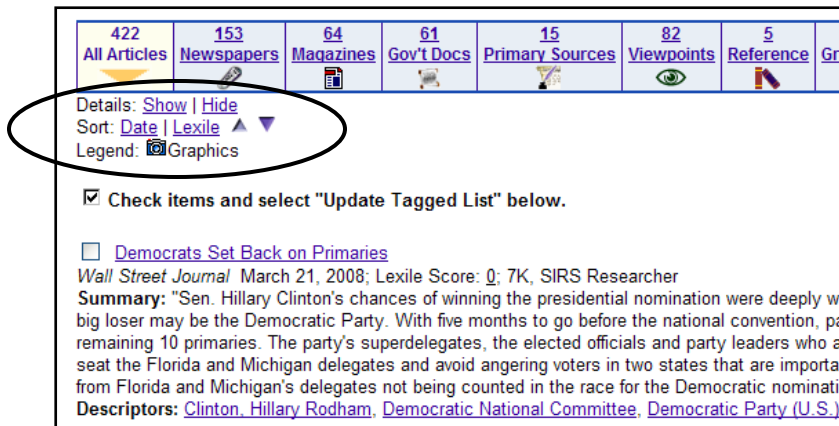 422 153 64 61 15 82 5
All Articles Newspapers Magazines Gov't Docs Primary Sources Viewpoints Reference
Details: Show | Hide
Sort: Date | Lexile
Legend: Graphics
Check items and select "Update Tagged List" below.
Democrats Set Back on Primaries
Wall Street Journal March 21, 2008; Lexile Score: 0; 7K, SIRS Researcher
Summary: "Sen. Hillary Clinton's chances of winning the presidential nomination were deeply w
big loser may be the Democratic Party. With five months to go before the national convention, pa
remaining 10 primaries. The party's superdelegates, the elected officials and party leaders who a
seat the Florida and Michigan delegates and avoid angering voters in two states that are importa
from Florida and Michigan's delegates not being counted in the race for the Democratic nominati
Descriptors: Clinton, Hillary Rodham, Democratic National Committee, Democratic Party (U.S.)